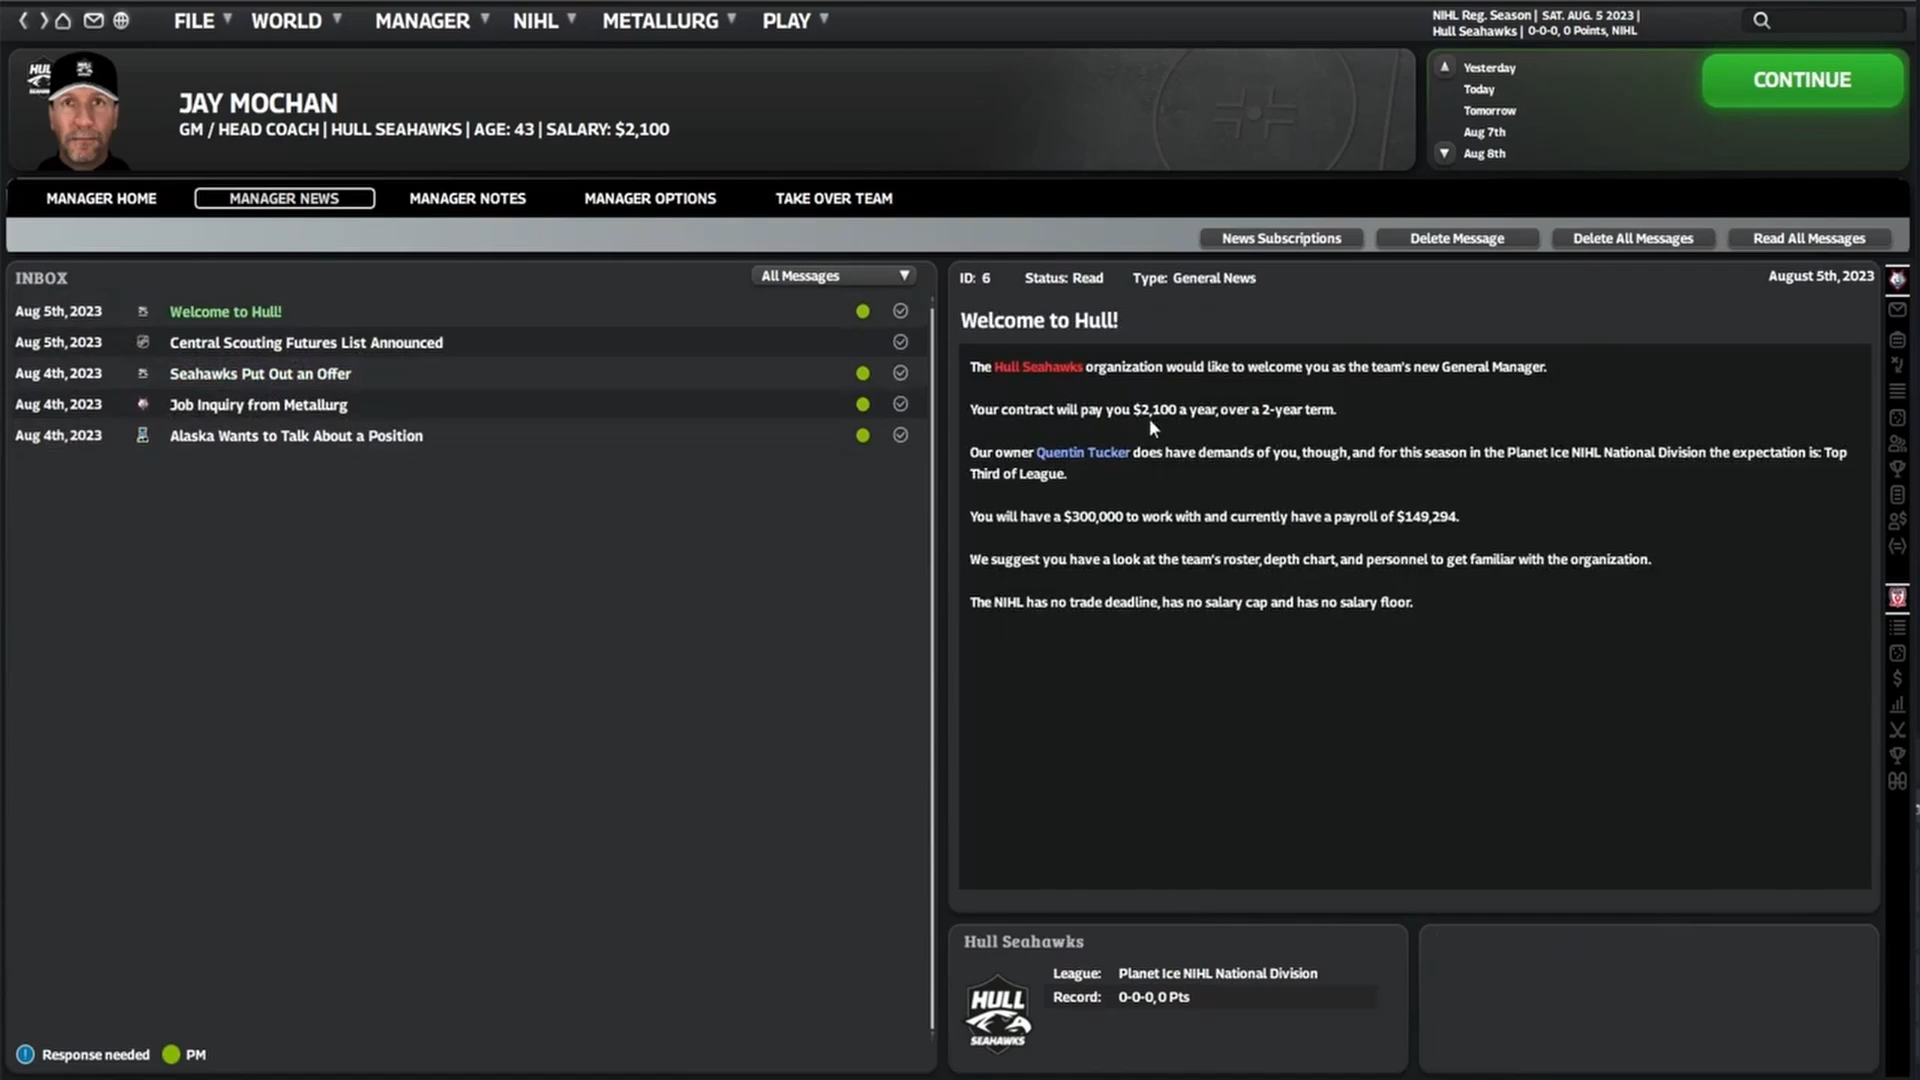 FILE WORLD MANAGER NIHL METALLURG PLAY
NIHL Reg. Season | SAT. AUG. 5 2023 |
Hull Seahawks | 0-0-0, 0 Points, NIHL
HULL
JAY MOCHAN
GM / HEAD COACH | HULL SEAHAWKS | AGE: 43 | SALARY: $2,100
Yesterday
Today
Tomorrow
Aug 7th
Aug 8th
CONTINUE
MANAGER HOME MANAGER NEWS MANAGER NOTES MANAGER OPTIONS TAKE OVER TEAM
News Subscriptions Delete Message Delete All Messages Read All Messages
INBOX All Messages
Aug 5th, 2023 Welcome to Hull!
Aug 5th, 2023 Central Scouting Futures List Announced
Aug 4th, 2023 Seahawks Put Out an Offer
Aug 4th, 2023 Job Inquiry from Metallurg
Aug 4th, 2023 Alaska Wants to Talk About a Position
Response needed PM
ID: 6 Status: Read Type: General News August 5th, 2023
Welcome to Hull!
The Hull Seahawks organization would like to welcome you as the team's new General Manager.
Your contract will pay you $2,100 a year, over a 2-year term.
Our owner Quentin Tucker does have demands of you, though, and for this season in the Planet Ice NIHL National Division the expectation is: Top
Third of League.
You will have a $300,000 to work with and currently have a payroll of $149,294.
We suggest you have a look at the team's roster, depth chart, and personnel to get familiar with the organization.
The NIHL has no trade deadline, has no salary cap and has no salary floor.
Hull Seahawks
HULL
SEAHAWKS
League: Planet Ice NIHL National Division
Record: 0-0-0, 0 Pts